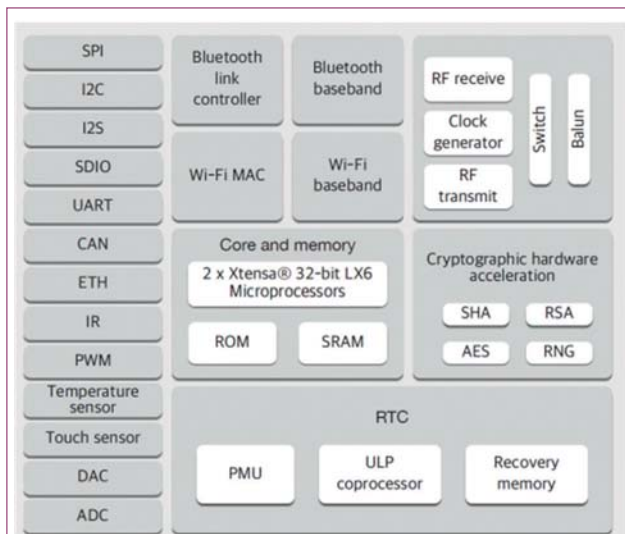 SPI
I2C
I2S
SDIO
UART
CAN
ETH
IR
PWM
Temperature
sensor
Touch sensor
DAC
ADC
Bluetooth
link
controller
Bluetooth
baseband
Wi-Fi MAC
Wi-Fi
baseband
RF receive
Clock
generator
RF
transmit
Switch
Balun
Core and memory
2 x Xtensa® 32-bit LX6
Microprocessors
ROM
SRAM
Cryptographic hardware
acceleration
SHA
RSA
AES
RNG
RTC
PMU
ULP
coprocessor
Recovery
memory